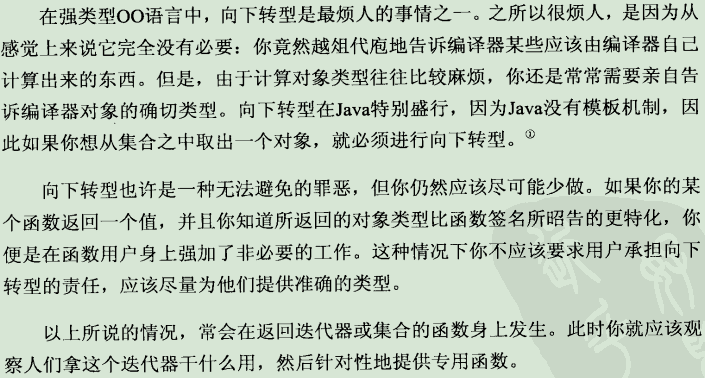 在强类型OO语言中，向下转型是最烦人的事情之一。之所以很烦人，是因为从
感觉上来说它完全没有必要：你竟然越俎代庖地告诉编译器某些应该由编译器自己
计算出来的东西。但是，由于计算对象类型往往比较麻烦，你还是常常需要亲自告
诉编译器对象的确切类型。向下转型在Java特别盛行，因为Java没有模板机制，因
此如果你想从集合之中取出一个对象，就必须进行向下转型。①
向下转型也许是一种无法避免的罪恶，但你仍然应该尽可能少做。如果你的某
个函数返回一个值，并且你知道所返回的对象类型比函数签名所昭告的更特化，你
便是在函数用户身上强加了非必要的工作。这种情况下你不应该要求用户承担向下
转型的责任，应该尽量为他们提供准确的类型。
以上所说的情况，常会在返回迭代器或集合的函数身上发生。此时你就应该观
察人们拿这个迭代器干什么用，然后针对性地提供专用函数。